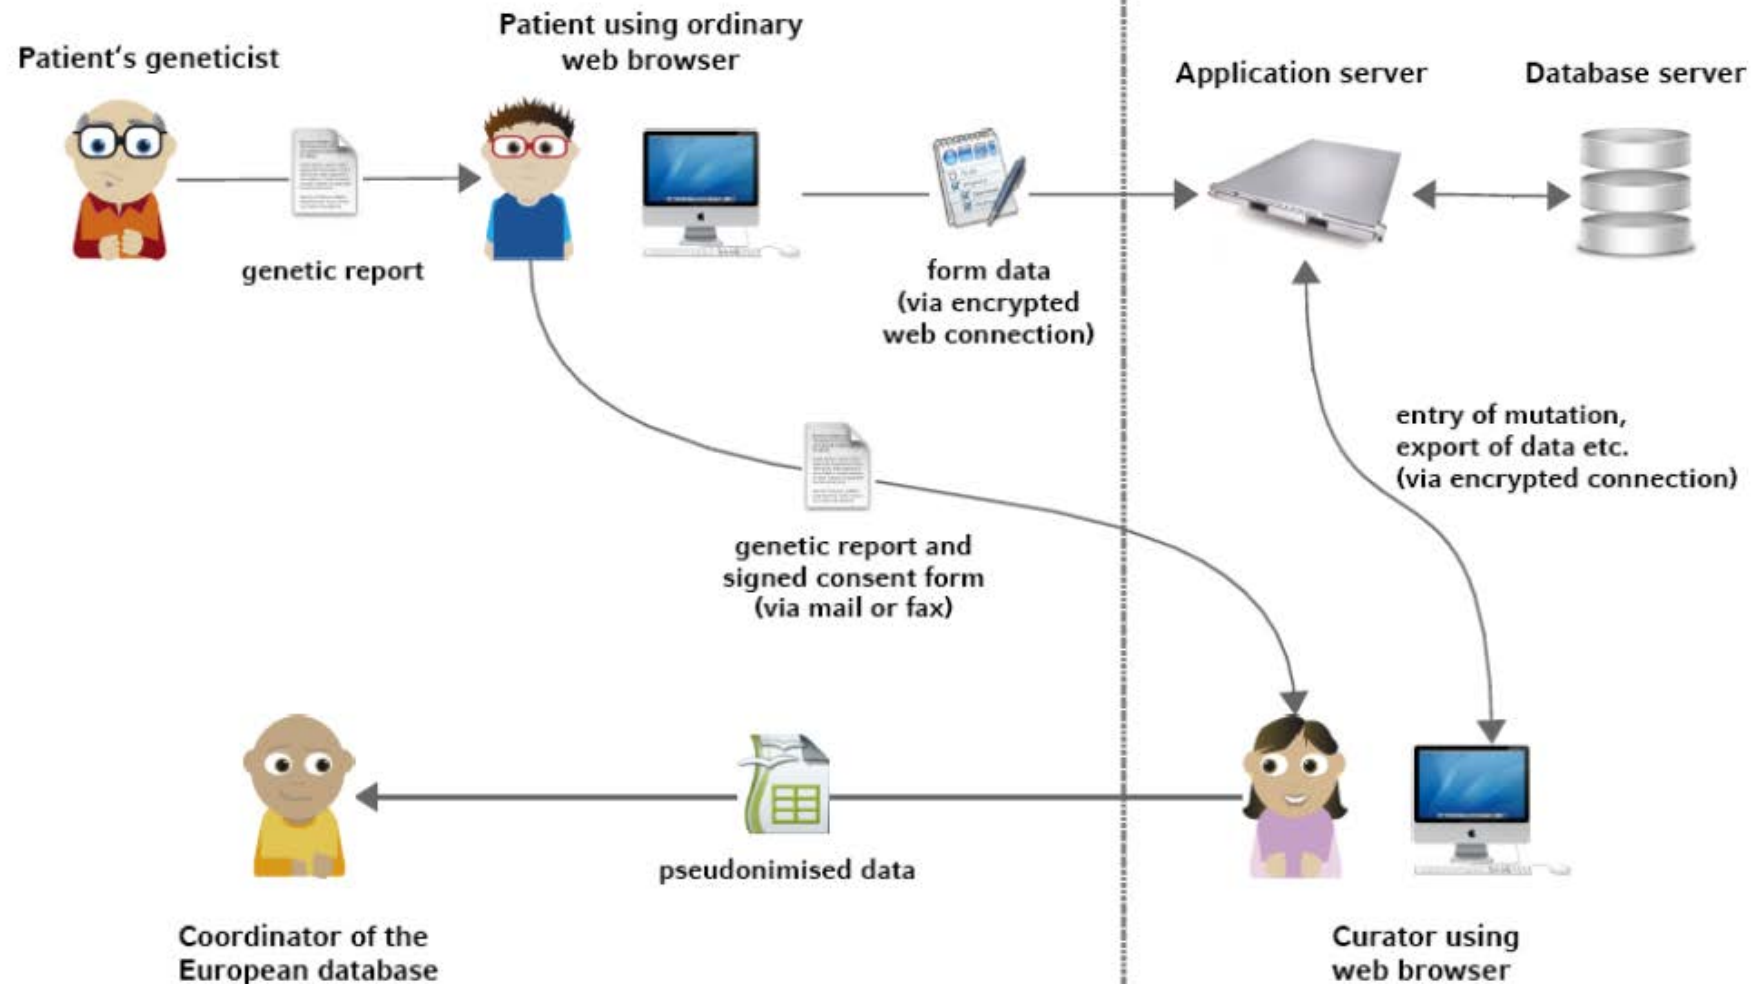 Patient's geneticist
Patient using ordinary
web browser
Application server
Database server
genetic report
form data
(via encrypted
web connection)
entry of mutation,
export of data etc.
(via encrypted connection)
genetic report and
signed consent form
(via mail or fax)
pseudonimised data
Coordinator of the
European database
Curator using
web browser